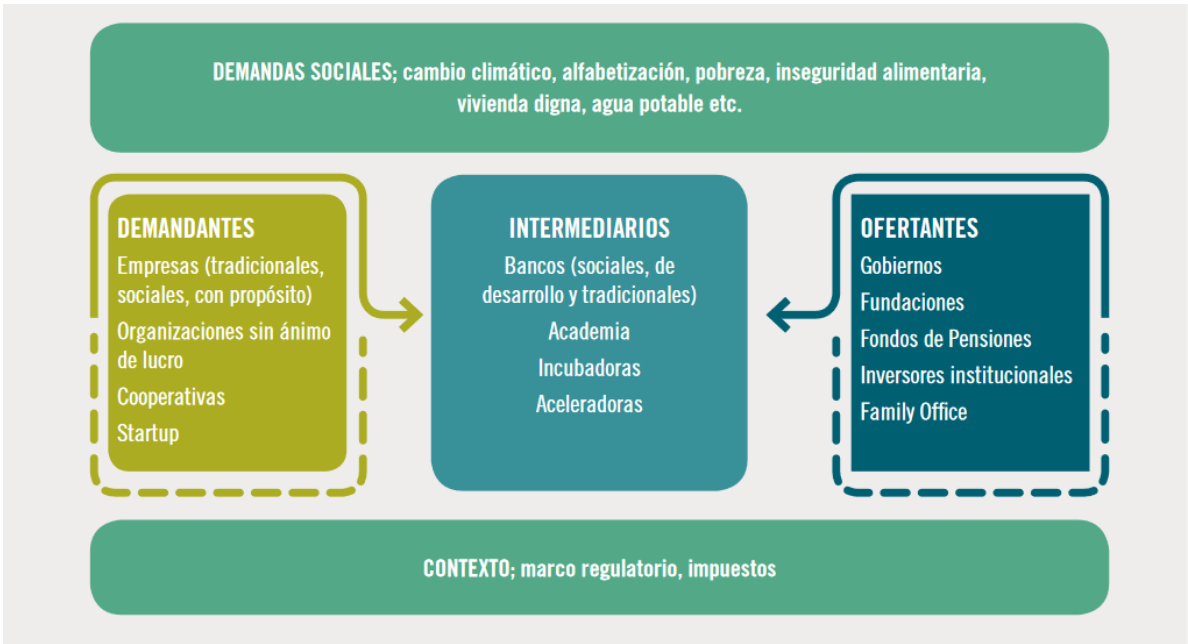 DEMANDAS SOCIALES; cambio climático, alfabetización, pobreza, inseguridad alimentaria,
vivienda digna, agua potable etc.
DEMANDANTES
Empresas (tradicionales,
sociales, con propósito)
Organizaciones sin ánimo
de lucro
Cooperativas
Startup
INTERMEDIARIOS
Bancos (sociales, de
desarrollo y tradicionales)
Academia
Incubadoras
Aceleradoras
OFERTANTES
Gobiernos
Fundaciones
Fondos de Pensiones
Inversores institucionales
Family Office
CONTEXTO; marco regulatorio, impuestos